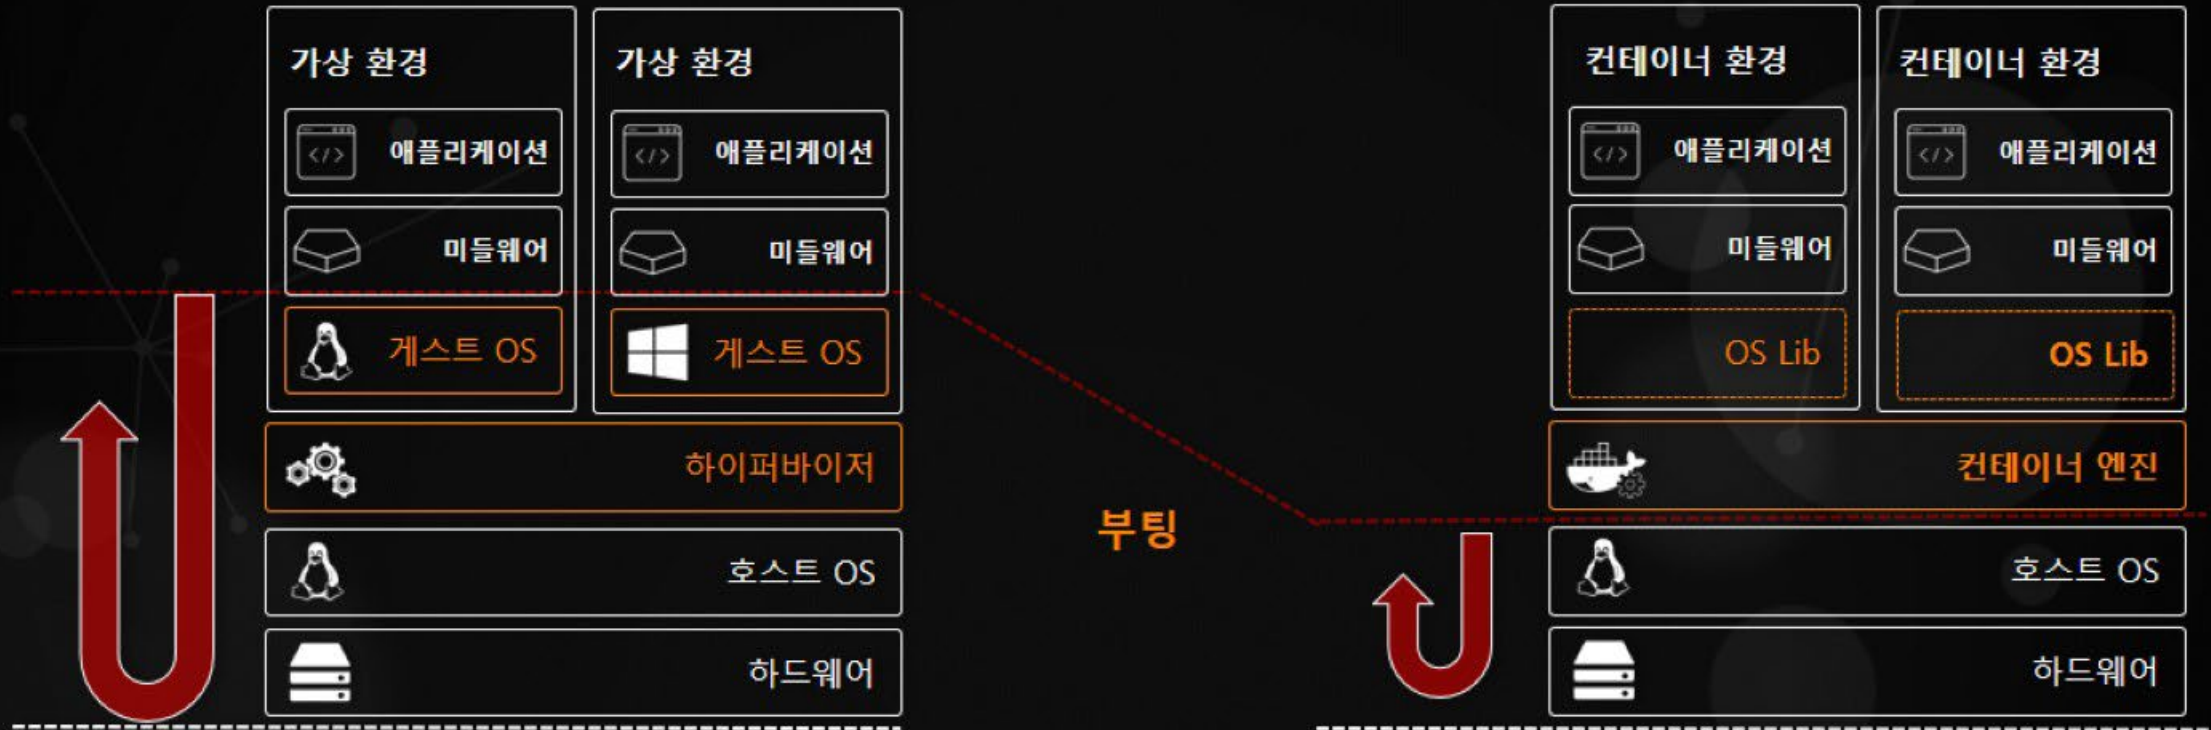 가상 환경
애플리케이션
미들웨어
게스트 OS
가상 환경
애플리케이션
미들웨어
게스트 OS
하이퍼바이저
호스트 OS
하드웨어
부팅
컨테이너 환경
애플리케이션
미들웨어
OS Lib
컨테이너 환경
애플리케이션
미들웨어
OS Lib
컨테이너 엔진
호스트 OS
하드웨어